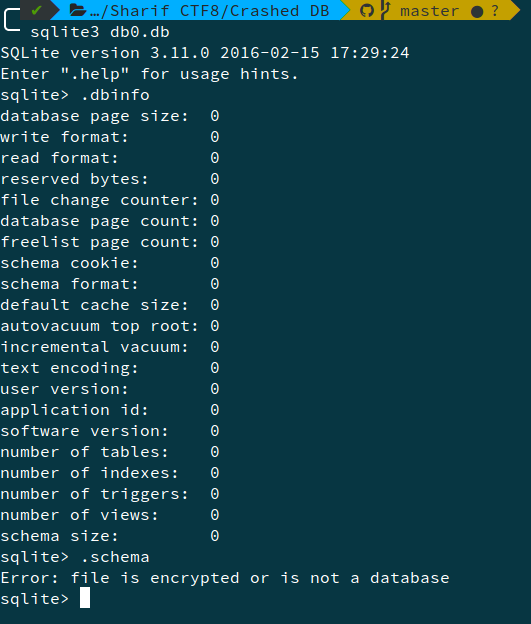 ✔ …/Sharif CTF8/Crashed DB master ● ?
sqlite3 db0.db
SQLite version 3.11.0 2016-02-15 17:29:24
Enter ".help" for usage hints.
sqlite> .dbinfo
database page size:  0
write format:        0
read format:         0
reserved bytes:      0
file change counter: 0
database page count: 0
freelist page count: 0
schema cookie:       0
schema format:       0
default cache size:  0
autovacuum top root: 0
incremental vacuum:  0
text encoding:       0
user version:        0
application id:      0
software version:    0
number of tables:    0
number of indexes:   0
number of triggers:  0
number of views:     0
schema size:         0
sqlite> .schema
Error: file is encrypted or is not a database
sqlite>